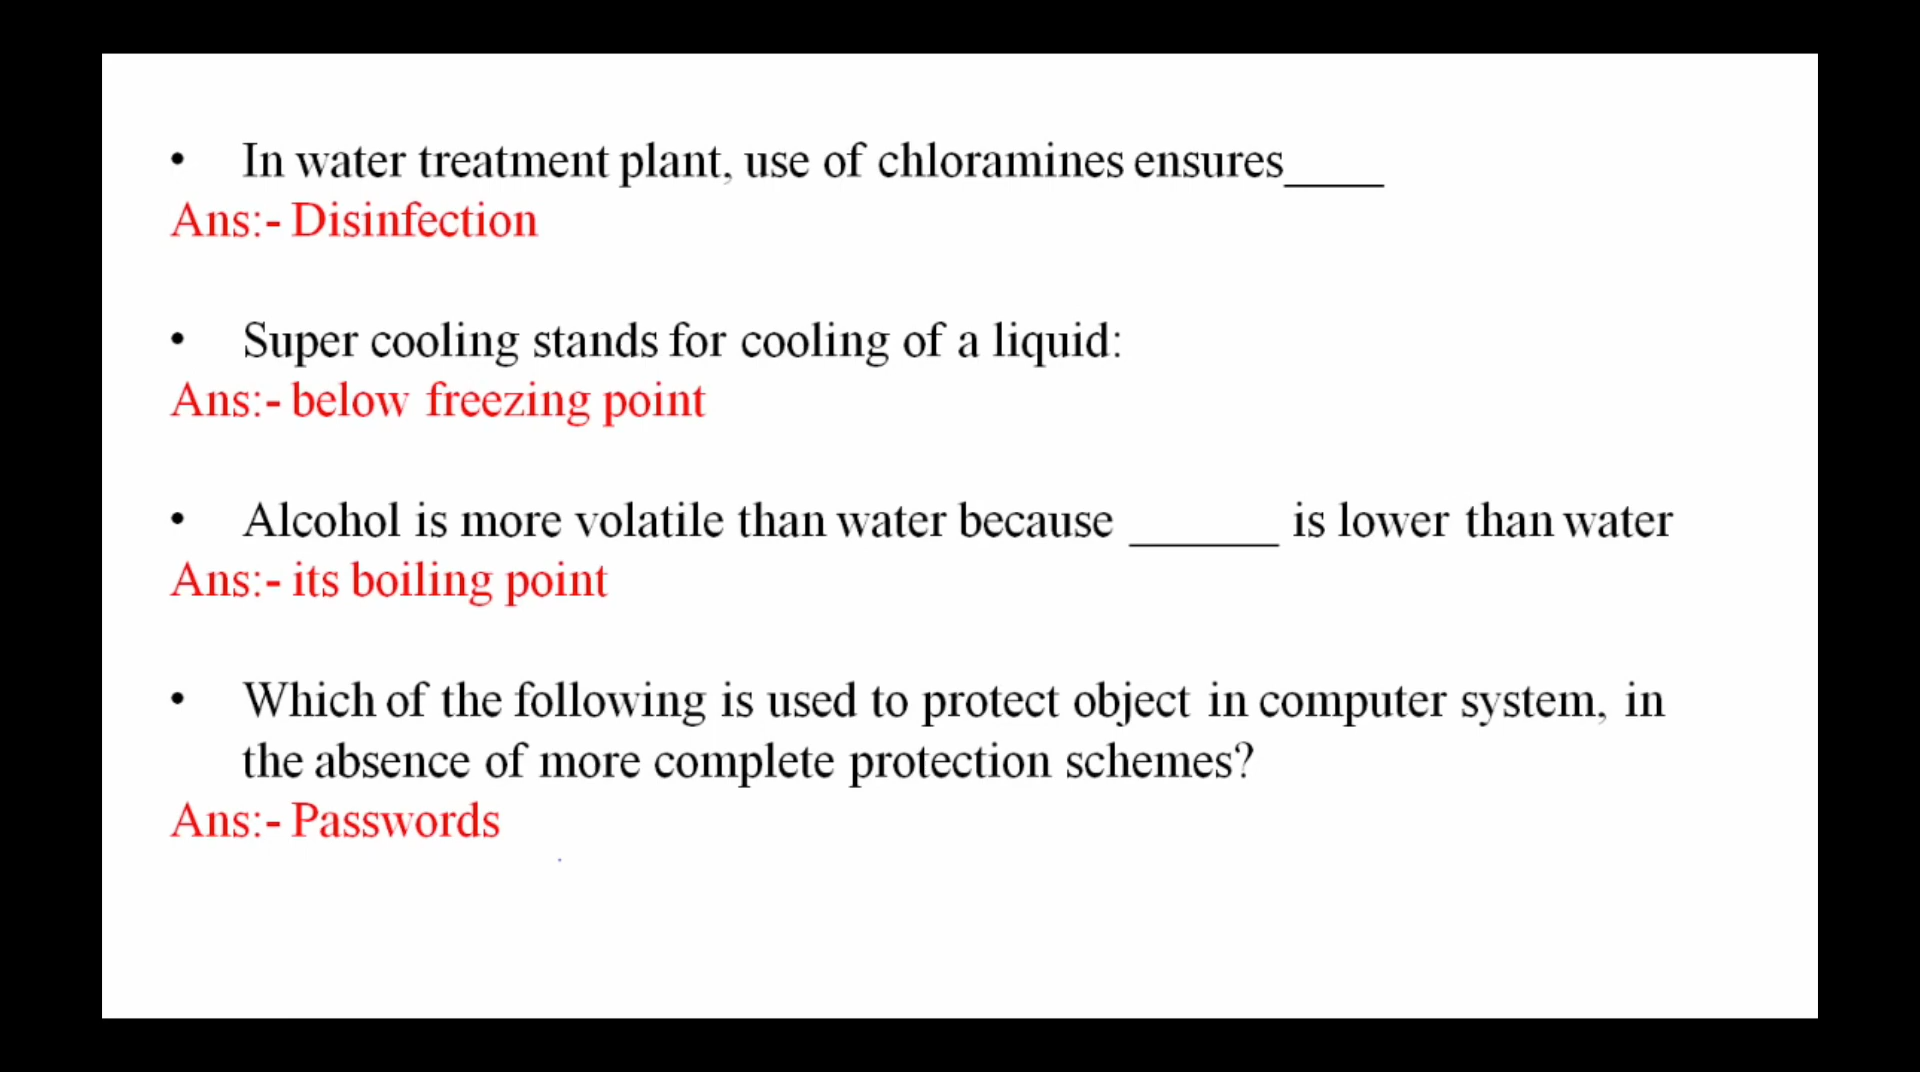 • In water treatment plant, use of chloramines ensures____
Ans:- Disinfection
• Super cooling stands for cooling of a liquid:
Ans:- below freezing point
• Alcohol is more volatile than water because ______ is lower than water
Ans:- its boiling point
• Which of the following is used to protect object in computer system, in
the absence of more complete protection schemes?
Ans:- Passwords